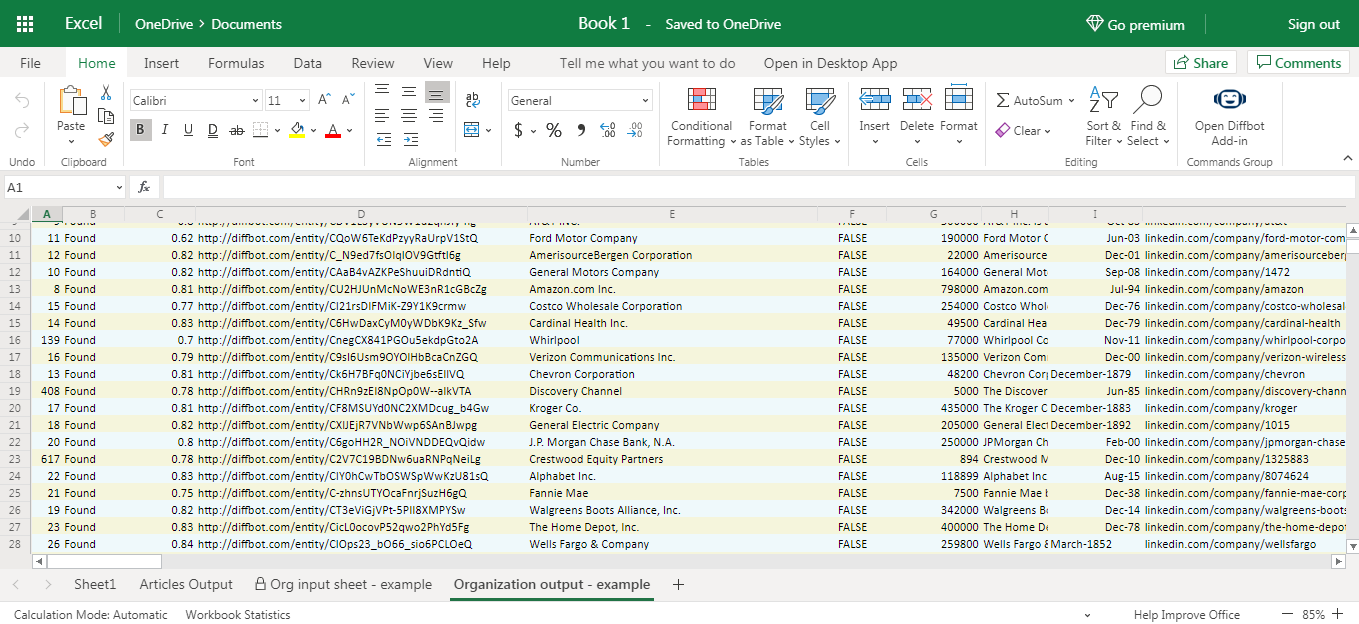 Excel OneDrive > Documents Book 1 - Saved to OneDrive Go premium Sign out
File Home Insert Formulas Data Review View Help Tell me what you want to do Open in Desktop App Share Comments
Calibri 11 General AutoSum
Paste Conditional Formatting Format as Table Cell Styles Insert Delete Format Clear Sort & Filter Find & Select Open Diffbot Add-in
Undo Clipboard Font Alignment Number Tables Cells Editing Commands Group
A1 fx
A B C D E F G H I
10 11 Found 0.62 http://diffbot.com/entity/CQoW6TeKdPzyyRaUrpV1StQ Ford Motor Company FALSE 190000 Ford Motor C Jun-03 linkedin.com/company/ford-motor-com
11 12 Found 0.82 http://diffbot.com/entity/C_N9ed7fsOIqIOV9Gtftl6g AmerisourceBergen Corporation FALSE 22000 Amerisource Dec-01 linkedin.com/company/amerisourceber
12 10 Found 0.82 http://diffbot.com/entity/CAaB4vAZKPeShuuiDRdntiQ General Motors Company FALSE 164000 General Mot Sep-08 linkedin.com/company/1472
13 8 Found 0.81 http://diffbot.com/entity/CU2HJUnMcNoWE3nR1cGBcZg Amazon.com Inc. FALSE 798000 Amazon.com Jul-94 linkedin.com/company/amazon
14 15 Found 0.77 http://diffbot.com/entity/CI21rsDIFMiK-Z9Y1K9crmw Costco Wholesale Corporation FALSE 254000 Costco Whol Dec-76 linkedin.com/company/costco-wholesal
15 14 Found 0.83 http://diffbot.com/entity/C6HwDaxCyM0yWDbK9Kz_Sfw Cardinal Health Inc. FALSE 49500 Cardinal Hea Dec-79 linkedin.com/company/cardinal-health
16 139 Found 0.7 http://diffbot.com/entity/CnegCX841PGOu5ekdpGto2A Whirlpool FALSE 77000 Whirlpool Co Nov-11 linkedin.com/company/whirlpool-corpo
17 16 Found 0.79 http://diffbot.com/entity/C9sI6Usm9OYOIHbBcaCnZGQ Verizon Communications Inc. FALSE 135000 Verizon Com Dec-00 linkedin.com/company/verizon-wireless
18 13 Found 0.81 http://diffbot.com/entity/Ck6H7BFq0NCiYjbe6sEIIVQ Chevron Corporation FALSE 48200 Chevron Corp December-1879 linkedin.com/company/chevron
19 408 Found 0.78 http://diffbot.com/entity/CHRn9zEI8NpOp0W--alkVTA Discovery Channel FALSE 5000 The Discover Jun-85 linkedin.com/company/discovery-chann
20 17 Found 0.81 http://diffbot.com/entity/CF8MSUYd0NC2XMDcug_b4Gw Kroger Co. FALSE 435000 The Kroger C December-1883 linkedin.com/company/kroger
21 18 Found 0.82 http://diffbot.com/entity/CXlJEjR7VNbWwp6SAnBJwpg General Electric Company FALSE 205000 General Elect December-1892 linkedin.com/company/1015
22 20 Found 0.8 http://diffbot.com/entity/C6goHH2R_NOiVNDDEQvQidw J.P. Morgan Chase Bank, N.A. FALSE 250000 JPMorgan Ch Feb-00 linkedin.com/company/jpmorgan-chase
23 617 Found 0.78 http://diffbot.com/entity/C2V7C19BDNw6uaRNPqNeiLg Crestwood Equity Partners FALSE 894 Crestwood M Dec-10 linkedin.com/company/1325883
24 22 Found 0.83 http://diffbot.com/entity/CIY0hCwTbOSWSpWwKzU81sQ Alphabet Inc. FALSE 118899 Alphabet Inc Aug-15 linkedin.com/company/8074624
25 21 Found 0.75 http://diffbot.com/entity/C-zhnsUTYOcaFnrjSuzH6gQ Fannie Mae FALSE 7500 Fannie Mae Dec-38 linkedin.com/company/fannie-mae-corp
26 19 Found 0.82 http://diffbot.com/entity/CT3eViGjVPt-5PII8XMPYSw Walgreens Boots Alliance, Inc. FALSE 342000 Walgreens Bo Dec-14 linkedin.com/company/walgreens-boots
27 23 Found 0.83 http://diffbot.com/entity/CicL0ocovP52qwo2PhYd5Fg The Home Depot, Inc. FALSE 400000 The Home De Dec-78 linkedin.com/company/the-home-depot
28 26 Found 0.84 http://diffbot.com/entity/CIOps23_bO66_sio6PCLOeQ Wells Fargo & Company FALSE 259800 Wells Fargo & March-1852 linkedin.com/company/wellsfargo
Sheet1 Articles Output Org input sheet - example Organization output - example +
Calculation Mode: Automatic Workbook Statistics Help Improve Office 85%